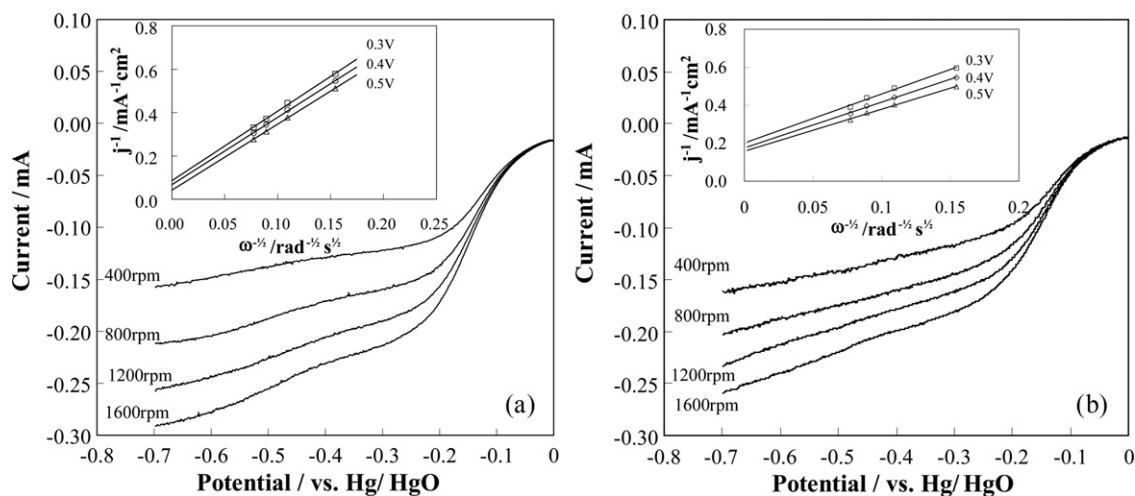 0.10
0.05
0.00
-0.05
-0.10
-0.15
-0.20
-0.25
-0.30
Current / mA
-0.8 -0.7 -0.6 -0.5 -0.4 -0.3 -0.2 -0.1 0
Potential / vs. Hg/ HgO
0.8
0.6
0.4
0.2
0.0
j⁻¹ /mA⁻¹cm²
0.00 0.05 0.10 0.15 0.20 0.25
ω⁻½ /rad⁻½ s½
0.3V
0.4V
0.5V
400rpm
800rpm
1200rpm
1600rpm
(a)
0.10
0.05
0.00
-0.05
-0.10
-0.15
-0.20
-0.25
-0.30
Current / mA
-0.8 -0.7 -0.6 -0.5 -0.4 -0.3 -0.2 -0.1 0
Potential / vs. Hg/ HgO
0.8
0.6
0.4
0.2
0.0
j⁻¹ /mA⁻¹cm²
0 0.05 0.1 0.15 0.2
ω⁻½ /rad⁻½ s½
0.3V
0.4V
0.5V
400rpm
800rpm
1200rpm
1600rpm
(b)